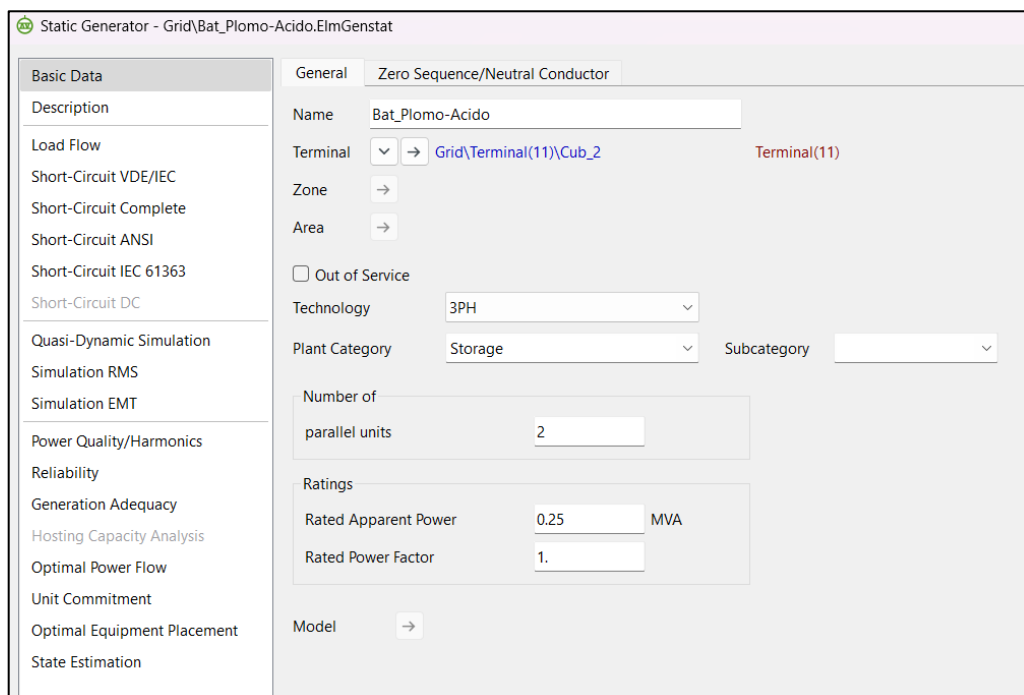 Static Generator - Grid\Bat_Plomo-Acido.ElmGenstat
Basic Data
Description
Load Flow
Short-Circuit VDE/IEC
Short-Circuit Complete
Short-Circuit ANSI
Short-Circuit IEC 61363
Short-Circuit DC
Quasi-Dynamic Simulation
Simulation RMS
Simulation EMT
Power Quality/Harmonics
Reliability
Generation Adequacy
Hosting Capacity Analysis
Optimal Power Flow
Unit Commitment
Optimal Equipment Placement
State Estimation
General Zero Sequence/Neutral Conductor
Name Bat_Plomo-Acido
Terminal Grid\Terminal(11)\Cub_2 Terminal(11)
Zone
Area
Out of Service
Technology 3PH
Plant Category Storage Subcategory
Number of
parallel units 2
Ratings
Rated Apparent Power 0.25 MVA
Rated Power Factor 1.
Model